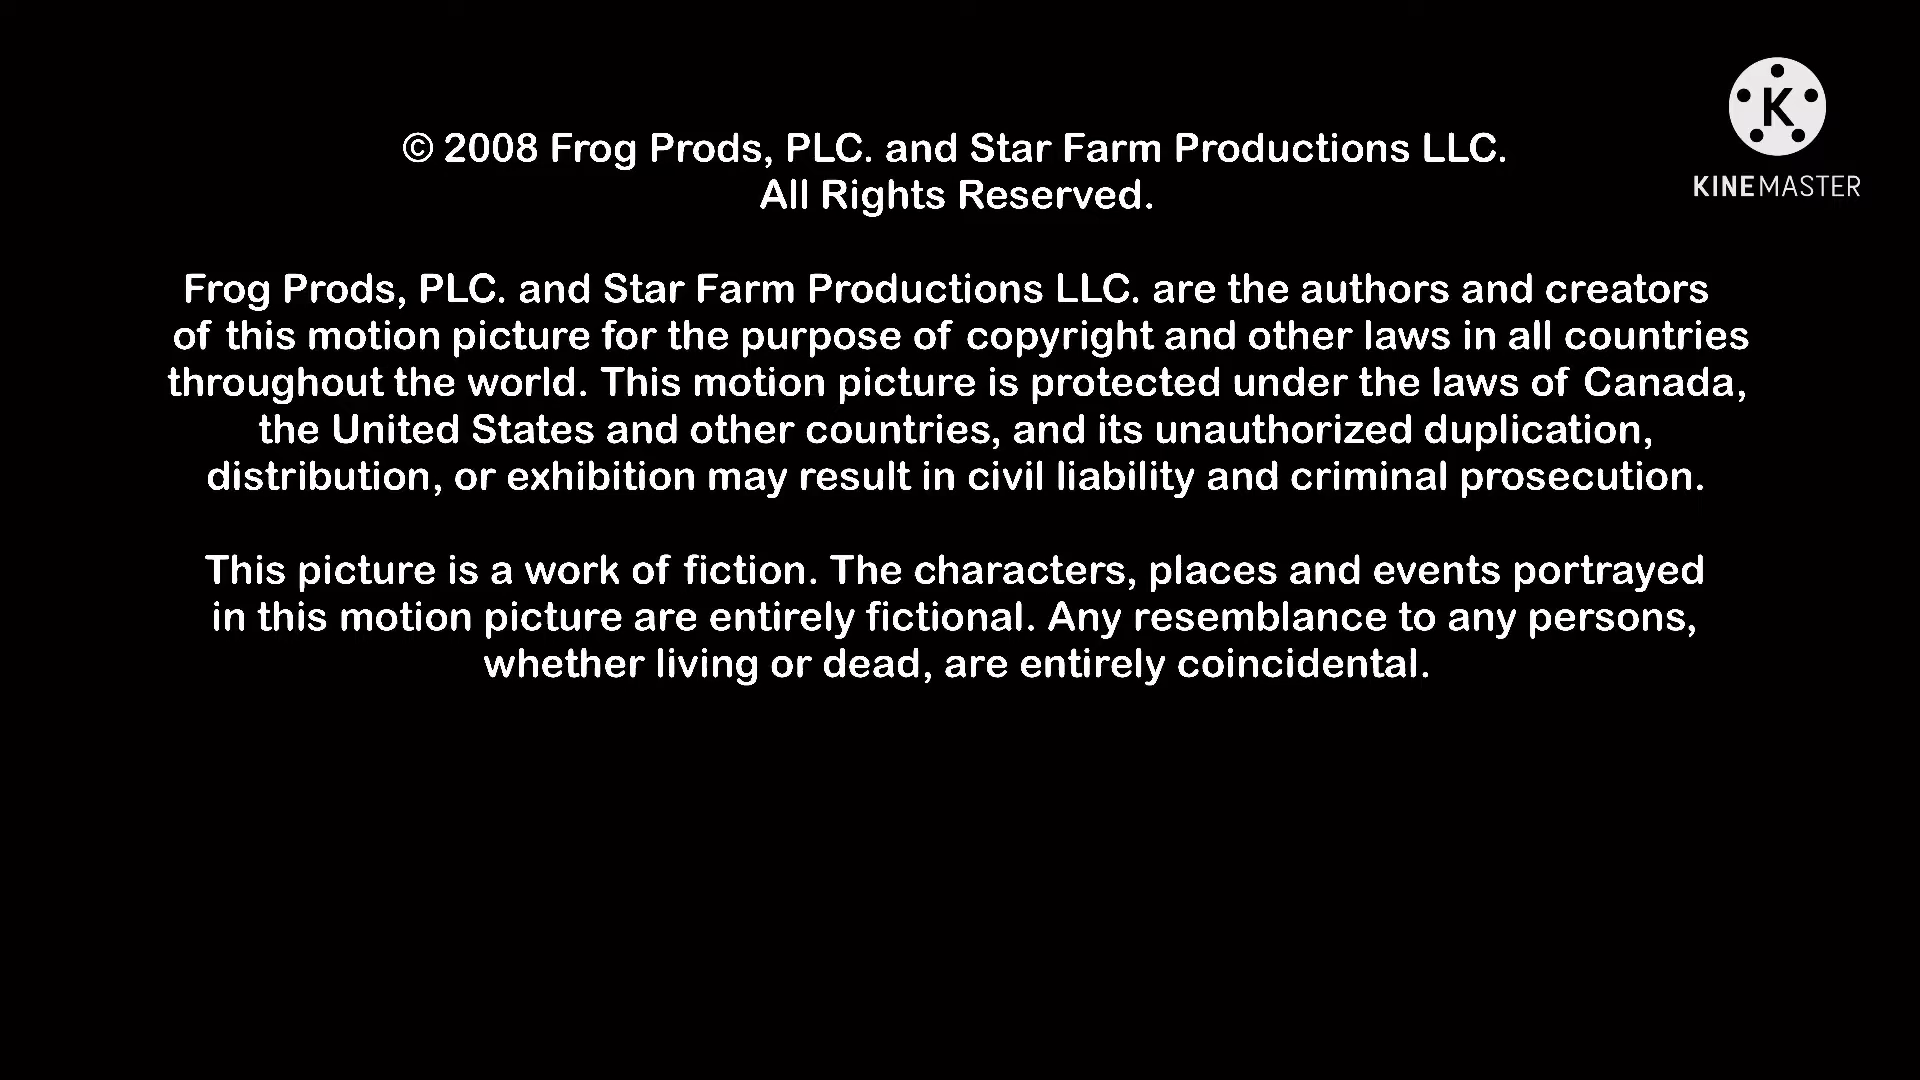 © 2008 Frog Prods, PLC. and Star Farm Productions LLC.
All Rights Reserved.
Frog Prods, PLC. and Star Farm Productions LLC. are the authors and creators
of this motion picture for the purpose of copyright and other laws in all countries
throughout the world. This motion picture is protected under the laws of Canada,
the United States and other countries, and its unauthorized duplication,
distribution, or exhibition may result in civil liability and criminal prosecution.
This picture is a work of fiction. The characters, places and events portrayed
in this motion picture are entirely fictional. Any resemblance to any persons,
whether living or dead, are entirely coincidental.
K
KINEMASTER